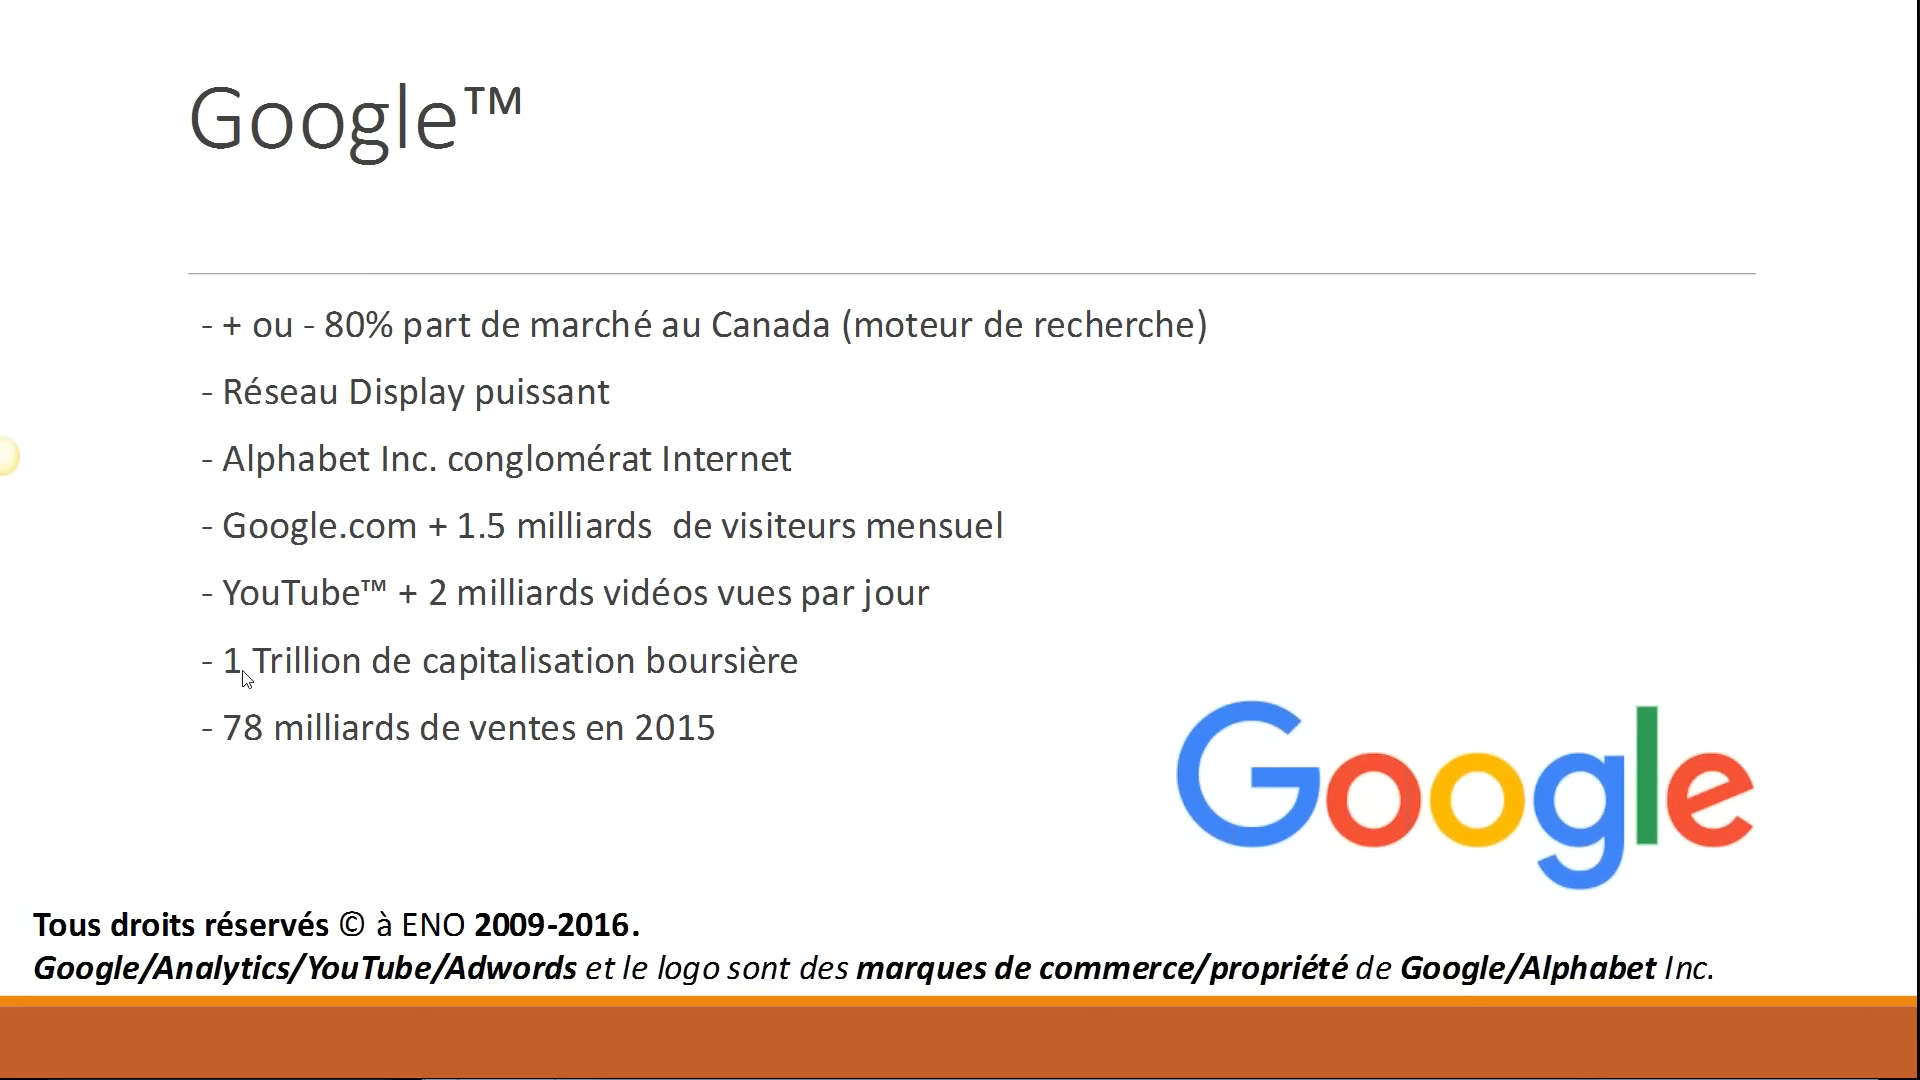 Google™
- + ou - 80% part de marché au Canada (moteur de recherche)
- Réseau Display puissant
- Alphabet Inc. conglomérat Internet
- Google.com + 1.5 milliards  de visiteurs mensuel
- YouTube™ + 2 milliards vidéos vues par jour
- 1 Trillion de capitalisation boursière
- 78 milliards de ventes en 2015
Google
Tous droits réservés © à ENO 2009-2016.
Google/Analytics/YouTube/Adwords et le logo sont des marques de commerce/propriété de Google/Alphabet Inc.